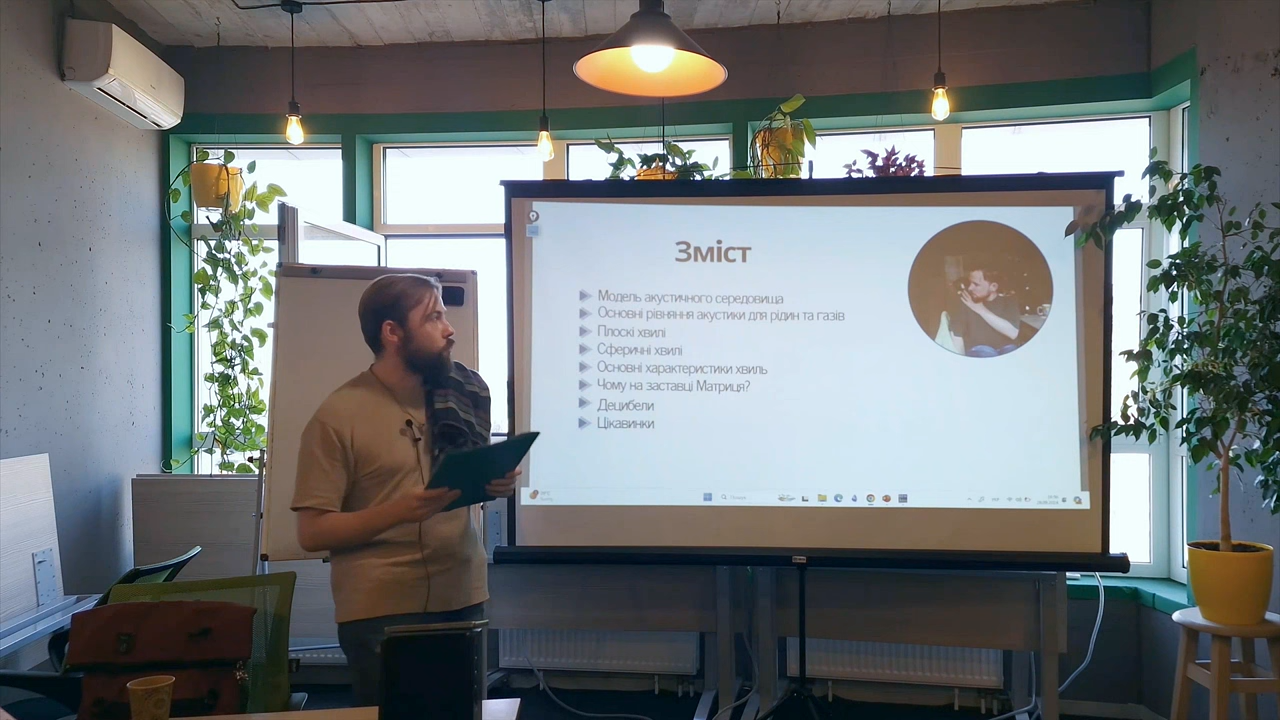 Зміст
Модель акустичного середовища
Основні рівняння акустики для рідин та газів
Плоскі хвилі
Сферичні хвилі
Основні характеристики хвиль
Чому на заставці Матриця?
Децибели
Цікавинки